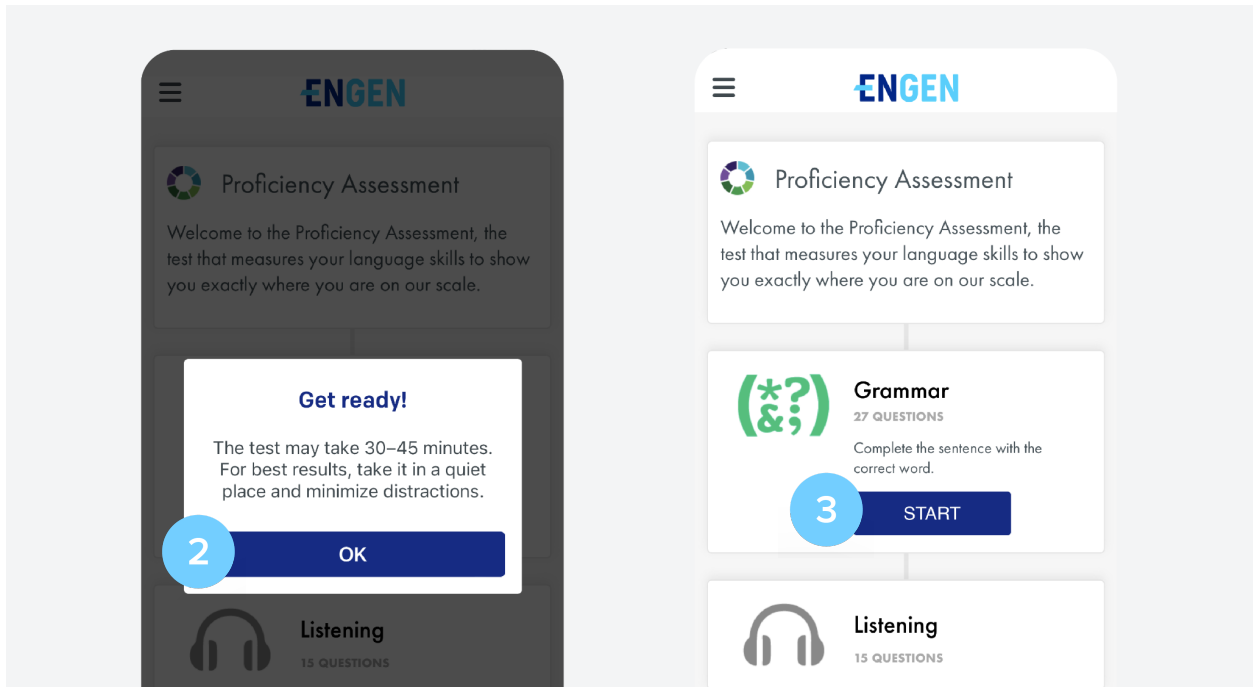 ENGEN
Proficiency Assessment
Welcome to the Proficiency Assessment, the
test that measures your language skills to show
you exactly where you are on our scale.
Get ready!
The test may take 30–45 minutes.
For best results, take it in a quiet
place and minimize distractions.
2
OK
Listening
15 QUESTIONS
ENGEN
Proficiency Assessment
Welcome to the Proficiency Assessment, the
test that measures your language skills to show
you exactly where you are on our scale.
(*?&;)
Grammar
27 QUESTIONS
Complete the sentence with the
correct word.
3
START
Listening
15 QUESTIONS